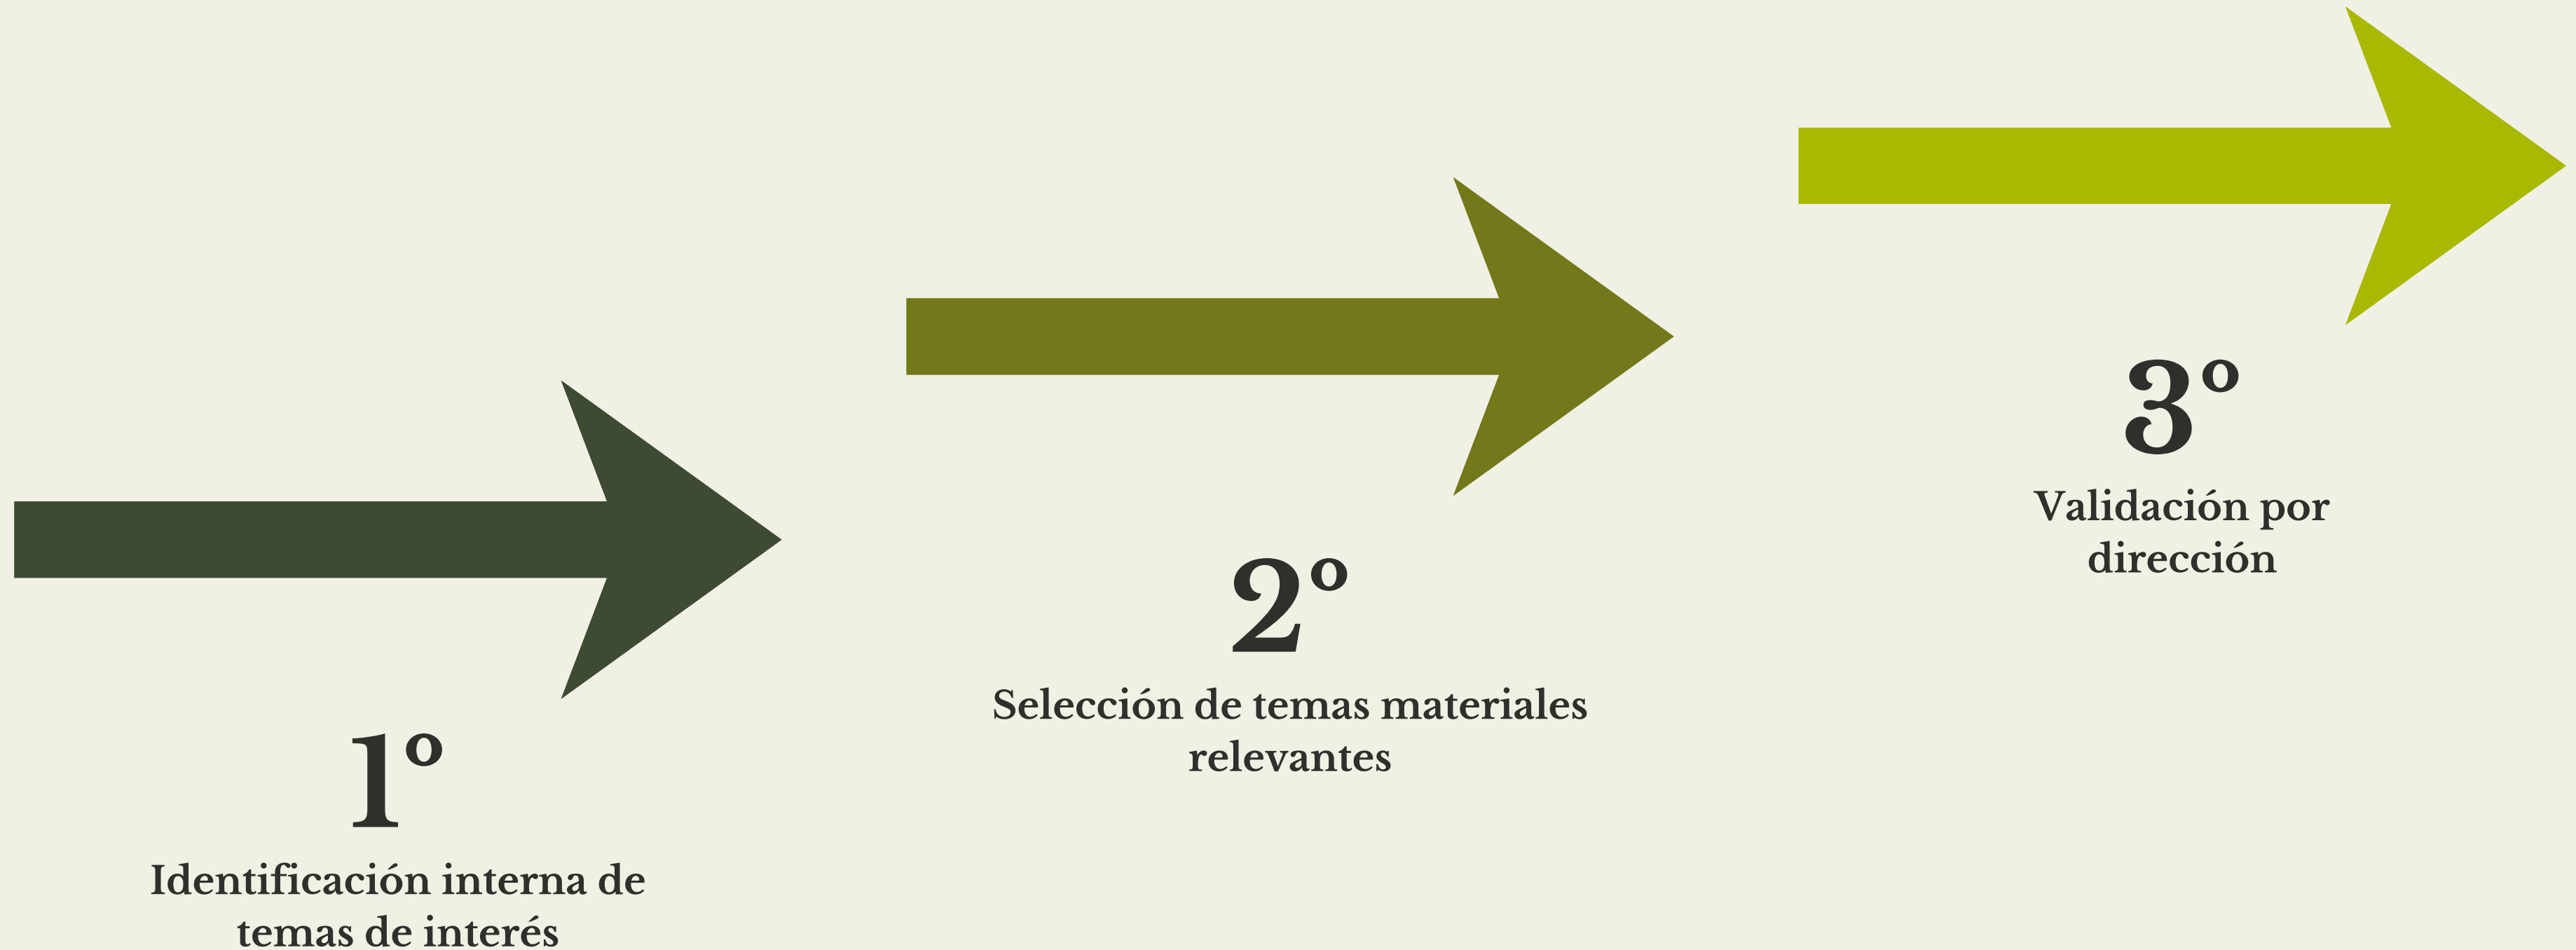 1º
Identificación interna de
temas de interés
2º
Selección de temas materiales
relevantes
3º
Validación por
dirección